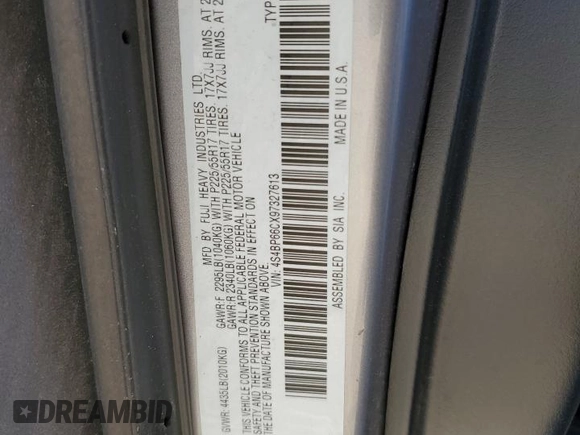 MFD BY FUJI HEAVY INDUSTRIES LTD.
GVWR: 4435LB(2010KG)
GAWR:F 2295LB(1040KG) WITH P225/55R17 TIRES. 17X7JJ RIMS. AT 2
GAWR:R 2340LB(1060KG) WITH P225/55R17 TIRES. 17X7JJ RIMS. AT 2
THIS VEHICLE CONFORMS TO ALL APPLICABLE FEDERAL MOTOR VEHICLE
SAFETY AND THEFT PREVENTION STANDARDS IN EFFECT ON
THE DATE OF MANUFACTURE SHOWN ABOVE.
VIN: 4S4BP66CX97327613
TYP
ASSEMBLED BY SIA INC.
MADE IN U.S.A.
DREAMBID